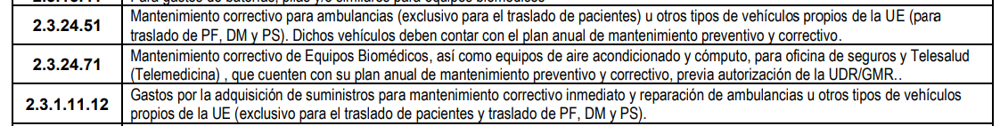 Para gastos de baterías, pilas y/o similares para equipos biomédicos
2.3.24.51
Mantenimiento correctivo para ambulancias (exclusivo para el traslado de pacientes) u otros tipos de vehículos propios de la UE (para
traslado de PF, DM y PS). Dichos vehículos deben contar con el plan anual de mantenimiento preventivo y correctivo.
2.3.24.71
Mantenimiento correctivo de Equipos Biomédicos, así como equipos de aire acondicionado y cómputo, para oficina de seguros y Telesalud
(Telemedicina) , que cuenten con su plan anual de mantenimiento preventivo y correctivo, previa autorización de la UDR/GMR..
2.3.1.11.12
Gastos por la adquisición de suministros para mantenimiento correctivo inmediato y reparación de ambulancias u otros tipos de vehículos
propios de la UE (exclusivo para el traslado de pacientes y traslado de PF, DM y PS).